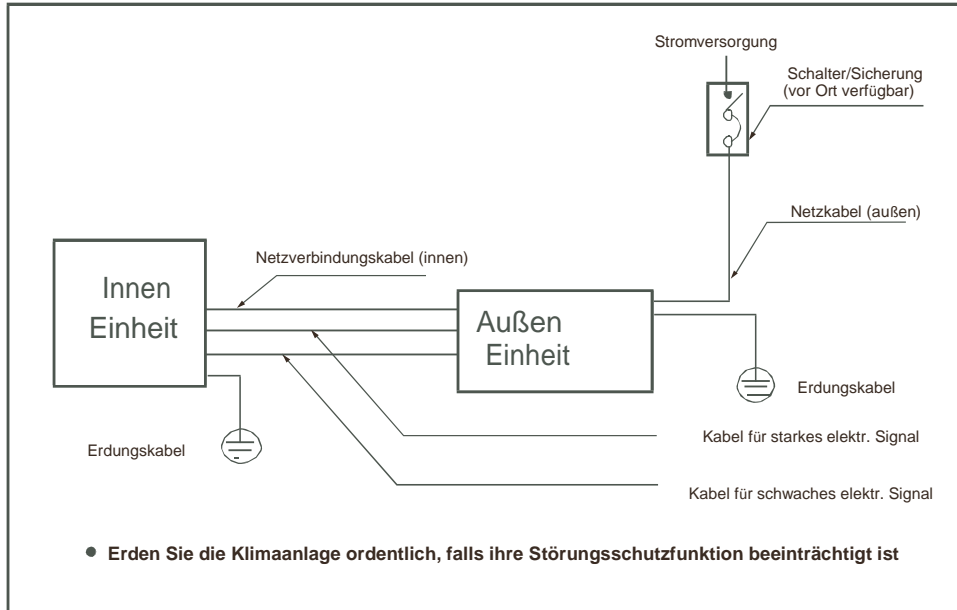 Stromversorgung
Schalter/Sicherung
(vor Ort verfügbar)
Netzkabel (außen)
Netzverbindungskabel (innen)
Innen
Einheit
Außen
Einheit
Erdungskabel
Erdungskabel
Kabel für starkes elektr. Signal
Kabel für schwaches elektr. Signal
● Erden Sie die Klimaanlage ordentlich, falls ihre Störungsschutzfunktion beeinträchtigt ist